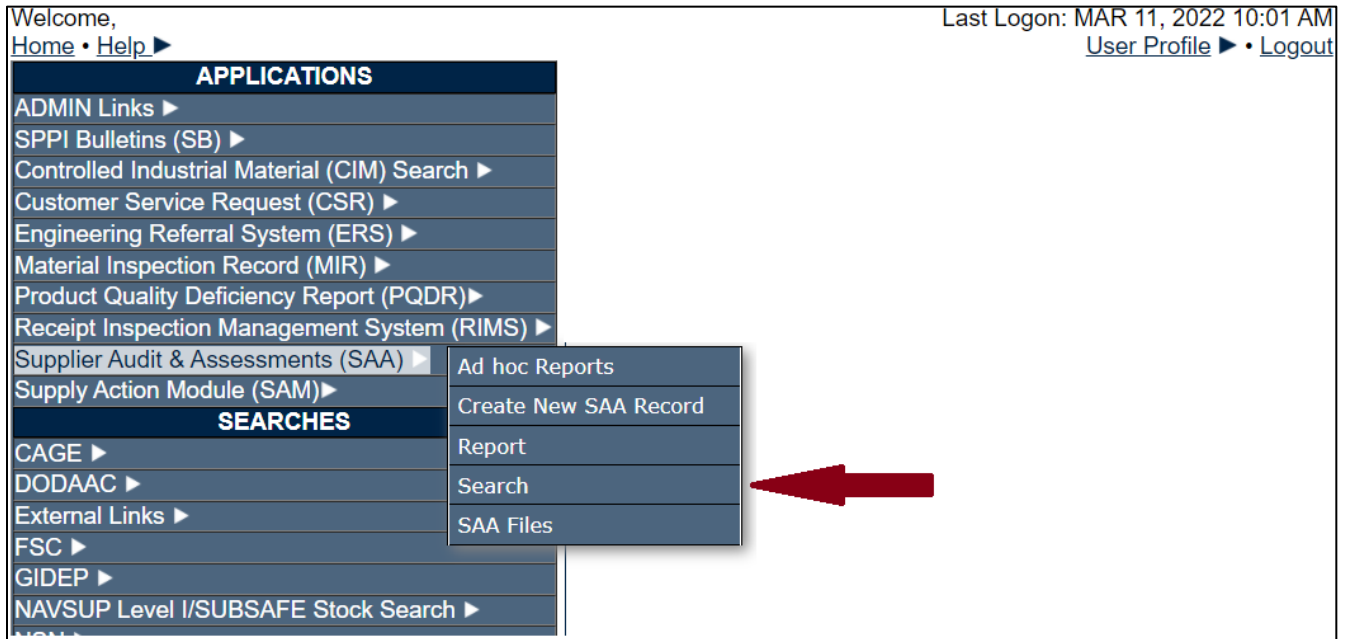 Welcome,
Last Logon: MAR 11, 2022 10:01 AM
Home • Help ▶
User Profile ▶ • Logout
APPLICATIONS
ADMIN Links ▶
SPPI Bulletins (SB) ▶
Controlled Industrial Material (CIM) Search ▶
Customer Service Request (CSR) ▶
Engineering Referral System (ERS) ▶
Material Inspection Record (MIR) ▶
Product Quality Deficiency Report (PQDR)▶
Receipt Inspection Management System (RIMS) ▶
Supplier Audit & Assessments (SAA) ▶
Supply Action Module (SAM)▶
Ad hoc Reports
Create New SAA Record
Report
Search
SAA Files
SEARCHES
CAGE ▶
DODAAC ▶
External Links ▶
FSC ▶
GIDEP ▶
NAVSUP Level I/SUBSAFE Stock Search ▶